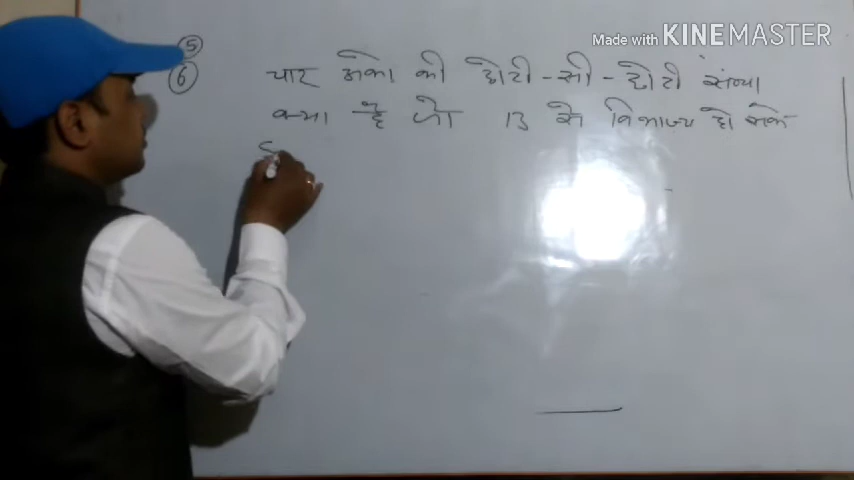 Made with KINEMASTER
5
6 चार अंको की छोटी-सी-छोटी संख्या
क्या है जो 13 से विभाज्य हो सके
S